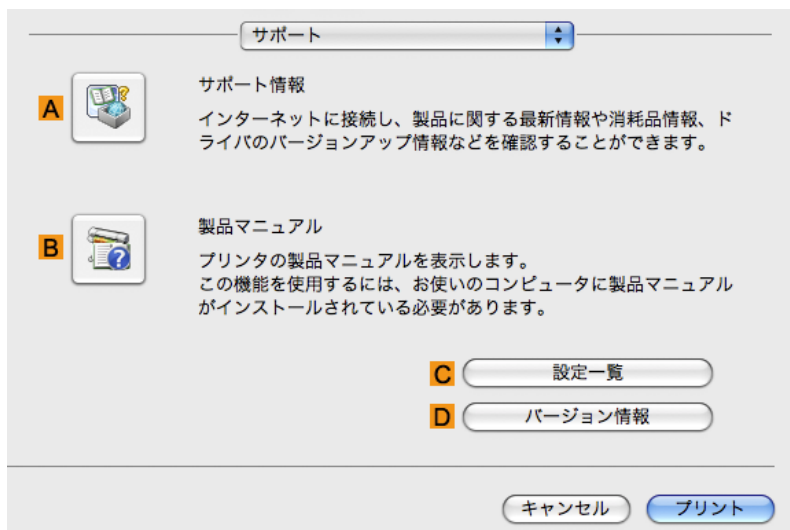 サポート
A
サポート情報
インターネットに接続し、製品に関する最新情報や消耗品情報、ド
ライバのバージョンアップ情報などを確認することができます。
B
製品マニュアル
プリンタの製品マニュアルを表示します。
この機能を使用するには、お使いのコンピュータに製品マニュアル
がインストールされている必要があります。
C 設定一覧
D バージョン情報
キャンセル プリント